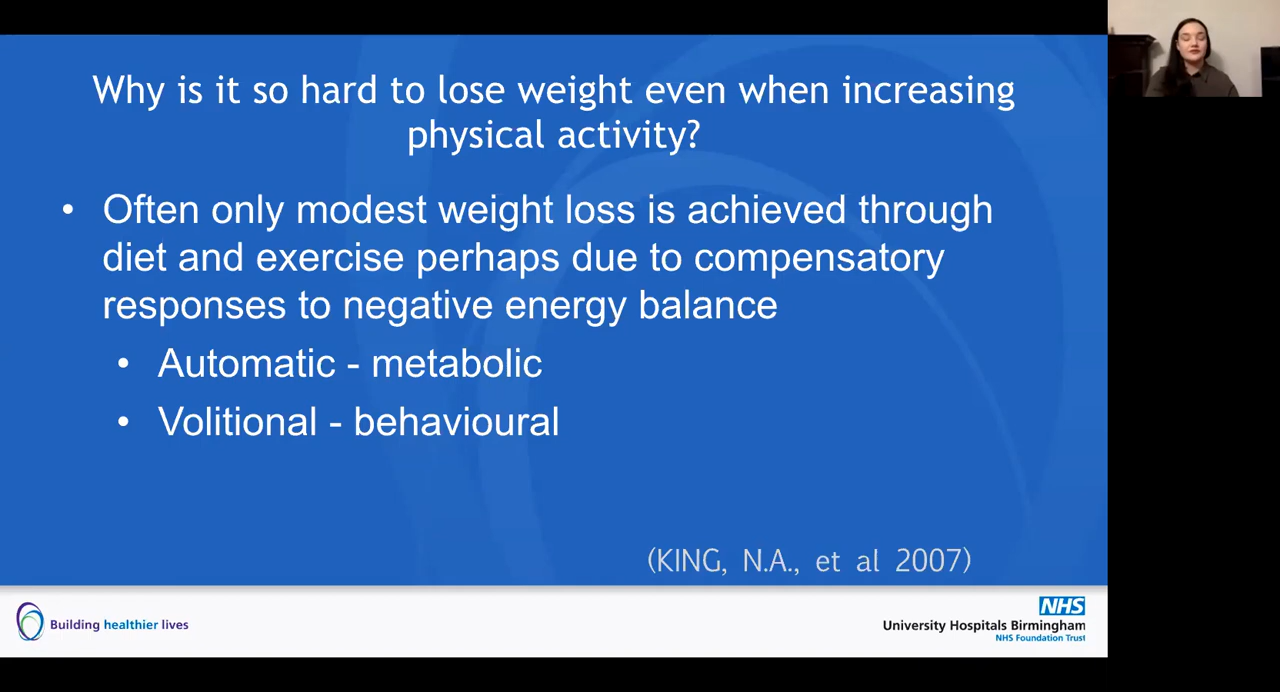 Why is it so hard to lose weight even when increasing
physical activity?
• Often only modest weight loss is achieved through
diet and exercise perhaps due to compensatory
responses to negative energy balance
• Automatic - metabolic
• Volitional - behavioural
(KING, N.A., et al 2007)
Building healthier lives
NHS
University Hospitals Birmingham
NHS Foundation Trust